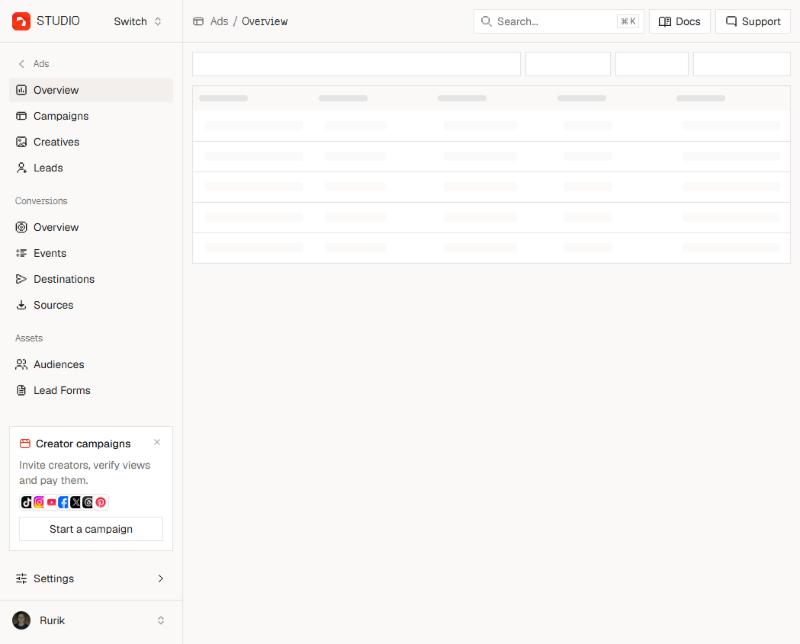 STUDIO
Switch
Ads / Overview
Search...
⌘ K
Docs
Support
Ads
Overview
Campaigns
Creatives
Leads
Conversions
Overview
Events
Destinations
Sources
Assets
Audiences
Lead Forms
Creator campaigns
Invite creators, verify views
and pay them.
Start a campaign
Settings
Rurik